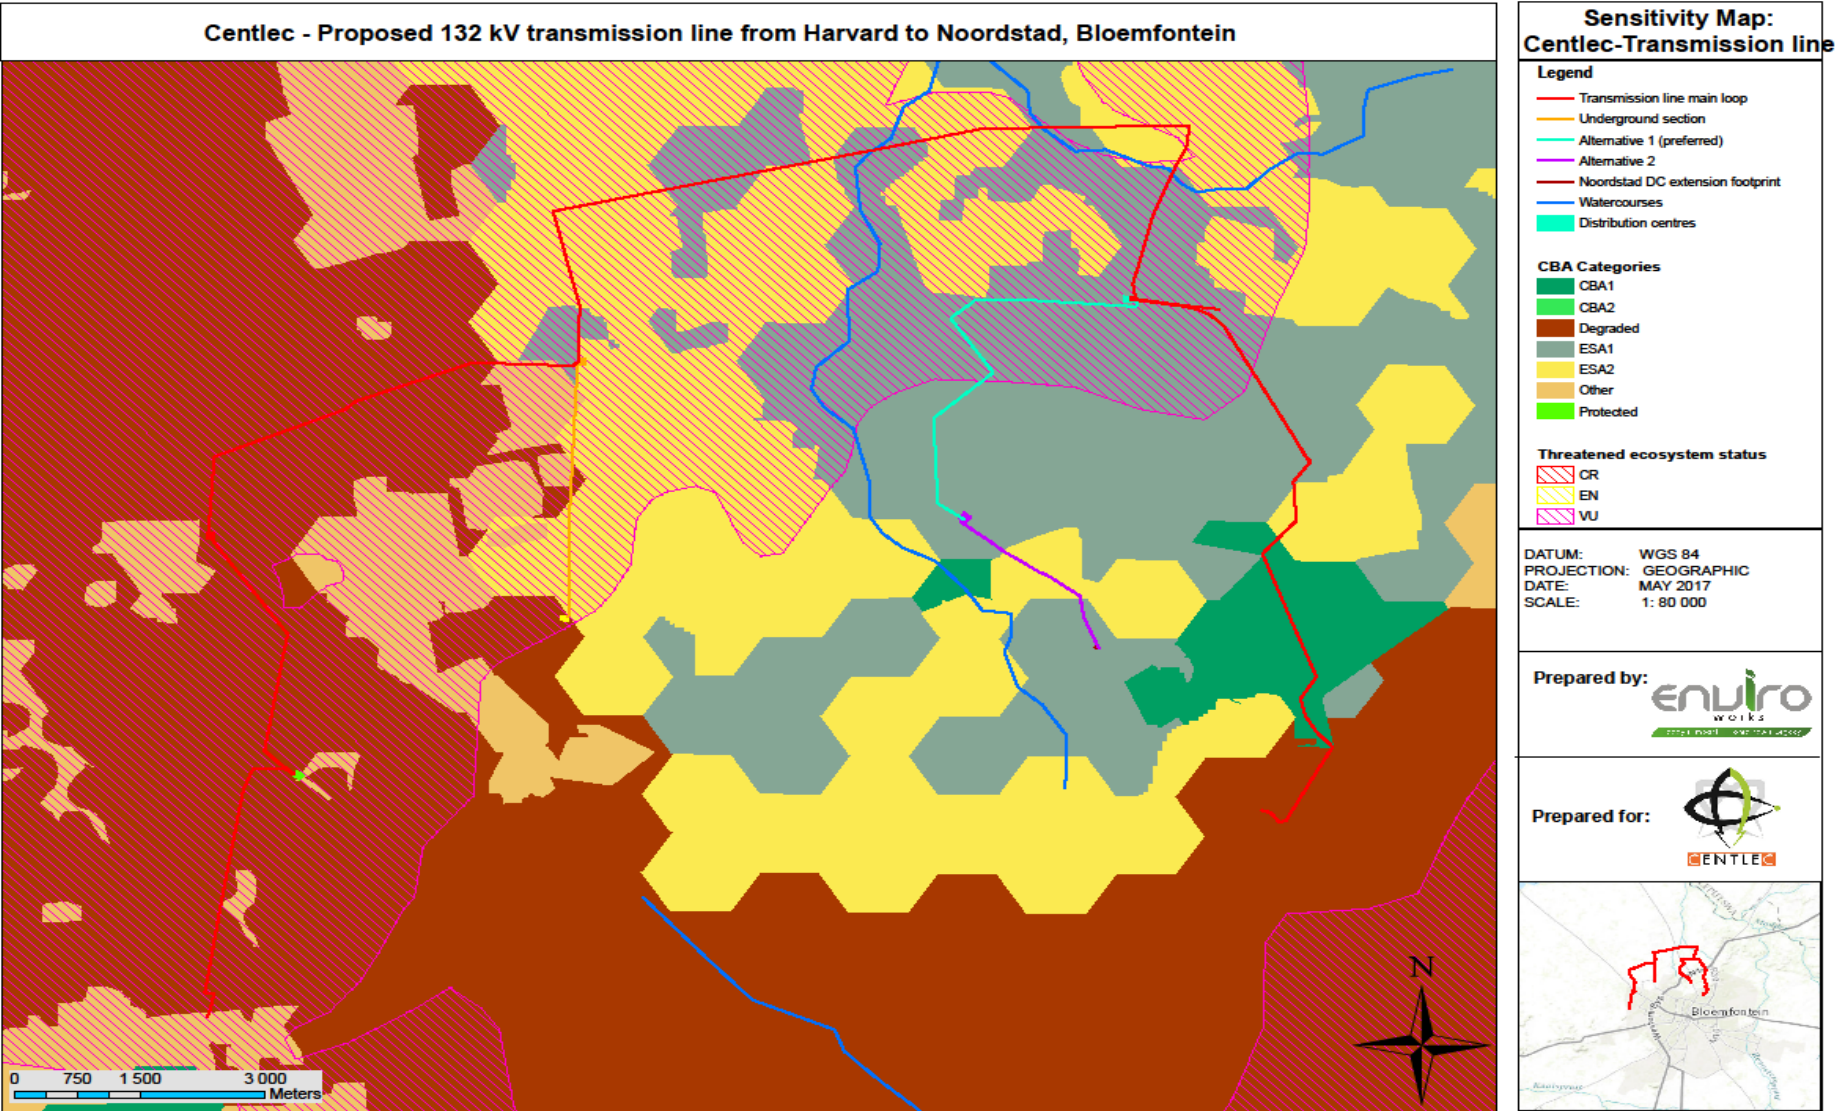 Centlec - Proposed 132 kV transmission line from Harvard to Noordstad, Bloemfontein
Sensitivity Map:
Centlec-Transmission line
Legend
Transmission line main loop
Underground section
Alternative 1 (preferred)
Alternative 2
Noordstad DC extension footprint
Watercourses
Distribution centres
CBA Categories
CBA1
CBA2
Degraded
ESA1
ESA2
Other
Protected
Threatened ecosystem status
CR
EN
VU
DATUM: WGS 84
PROJECTION: GEOGRAPHIC
DATE: MAY 2017
SCALE: 1: 80 000
Prepared by:
enviro
works
Prepared for:
CENTLEC
Bloemfontein
N
0 750 1 500 3 000
Meters